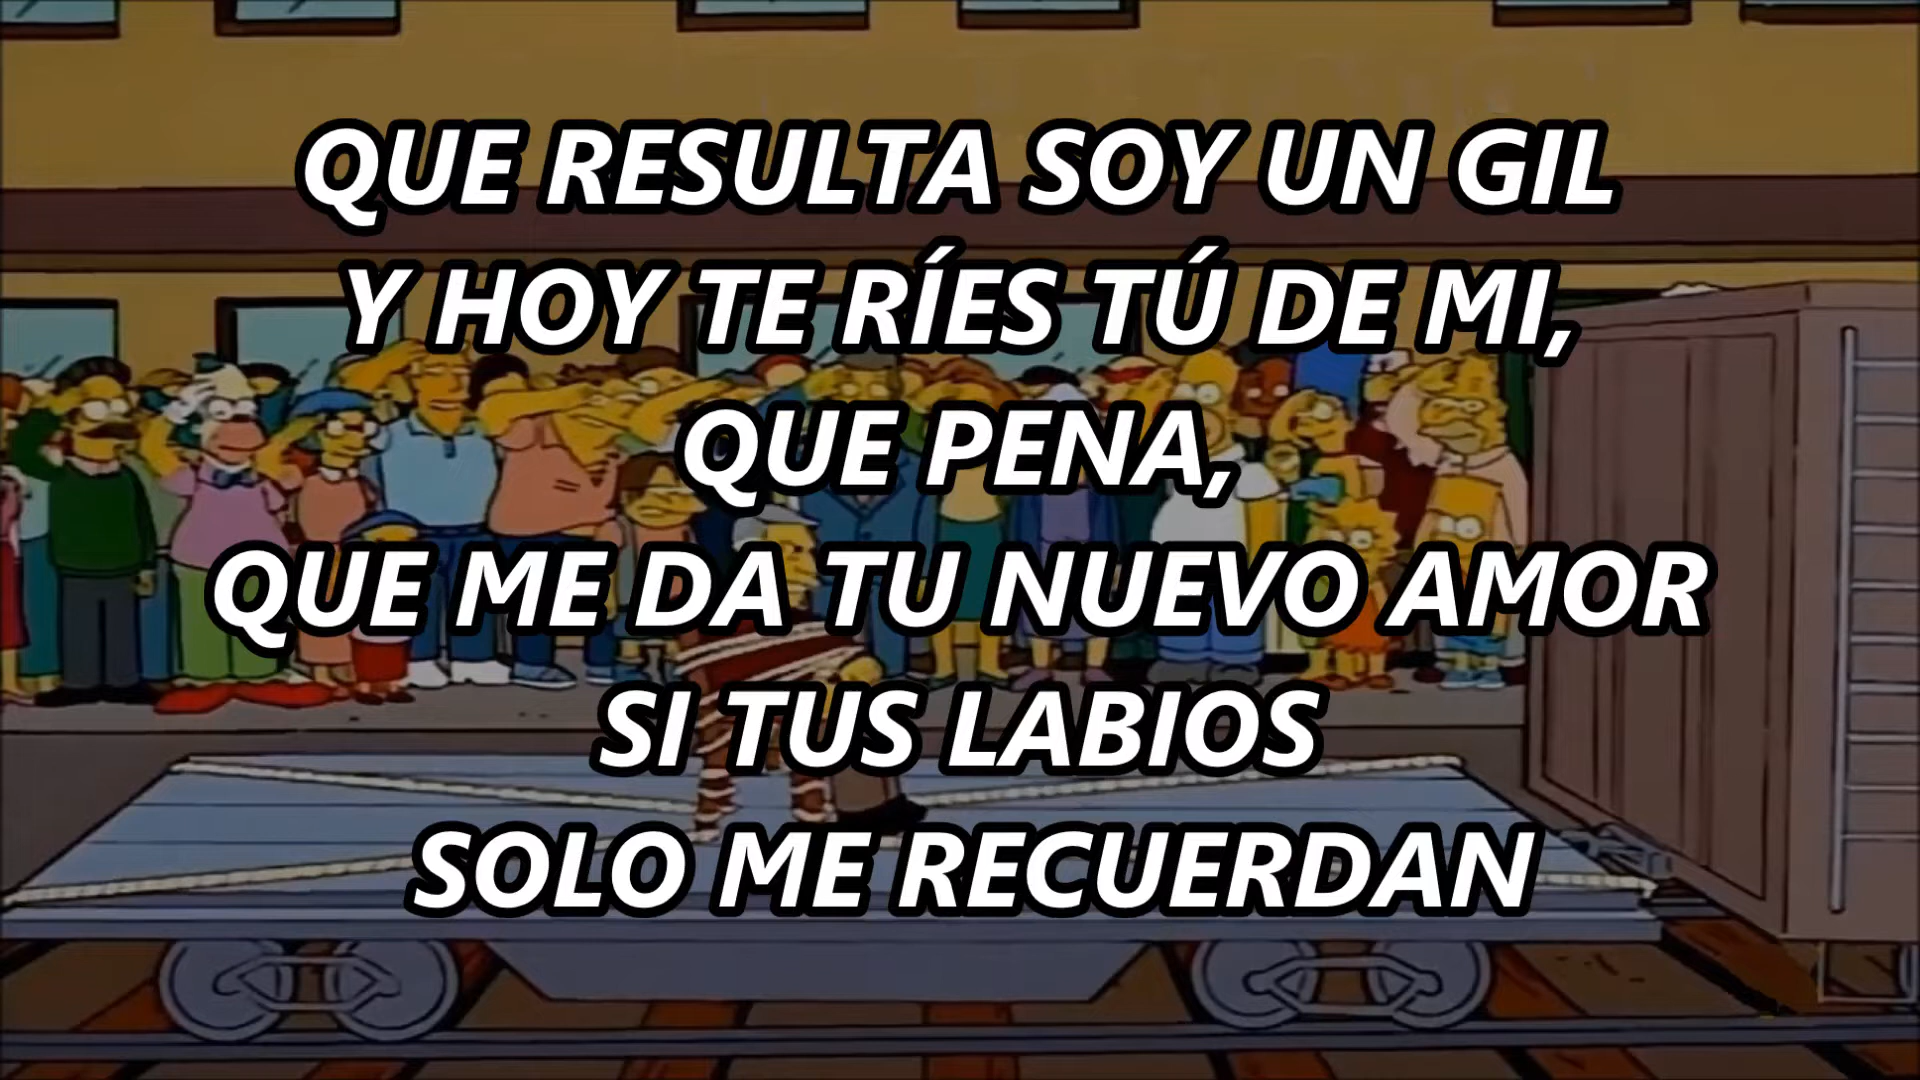 QUE RESULTA SOY UN GIL
Y HOY TE RÍES TÚ DE MI,
QUE PENA,
QUE ME DA TU NUEVO AMOR
SI TUS LABIOS
SOLO ME RECUERDAN